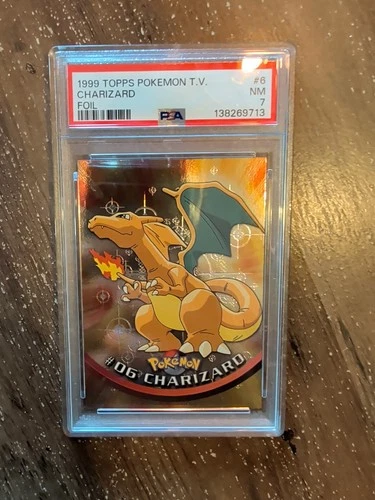 1999 TOPPS POKEMON T.V. #6
CHARIZARD NM
FOIL 7
PSA 138269713
POKéMON
#06 CHARIZARD